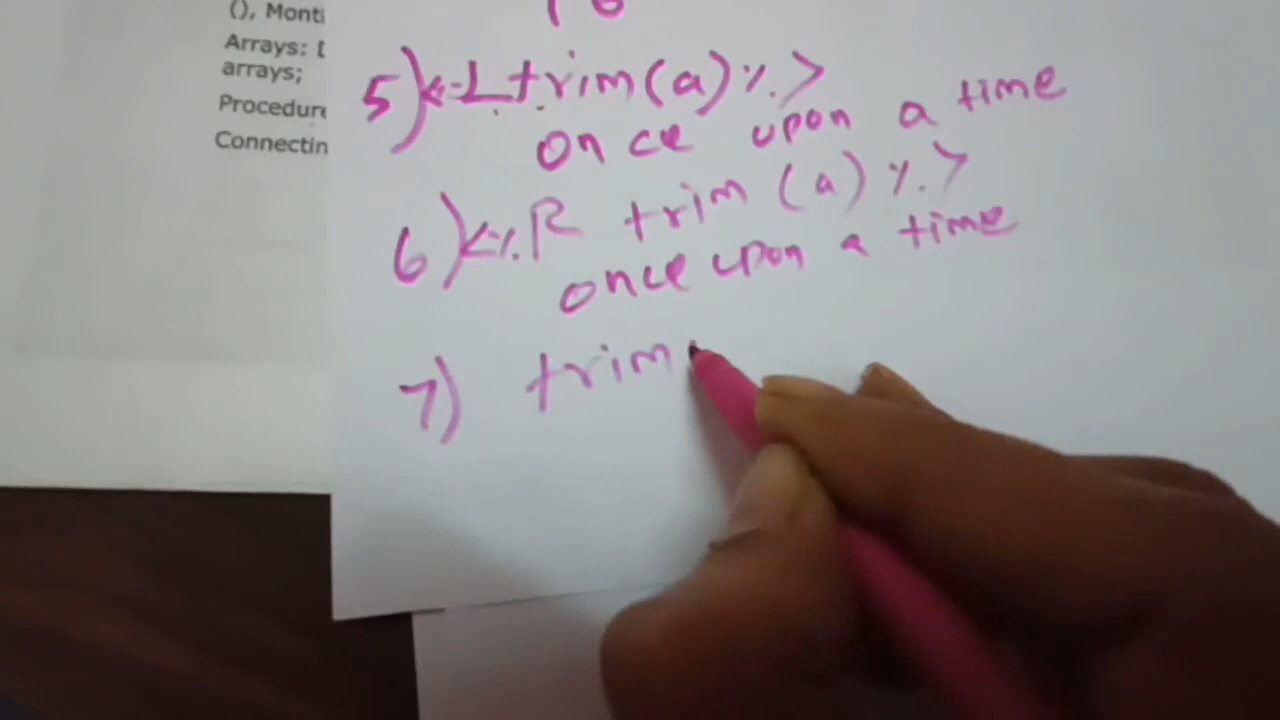 (), Monti
Arrays: D
arrays;
Procedure
Connectin
5) <% Ltrim(a) %>
once upon a time
6) <% R trim (a) %>
once upon a time
7) trim